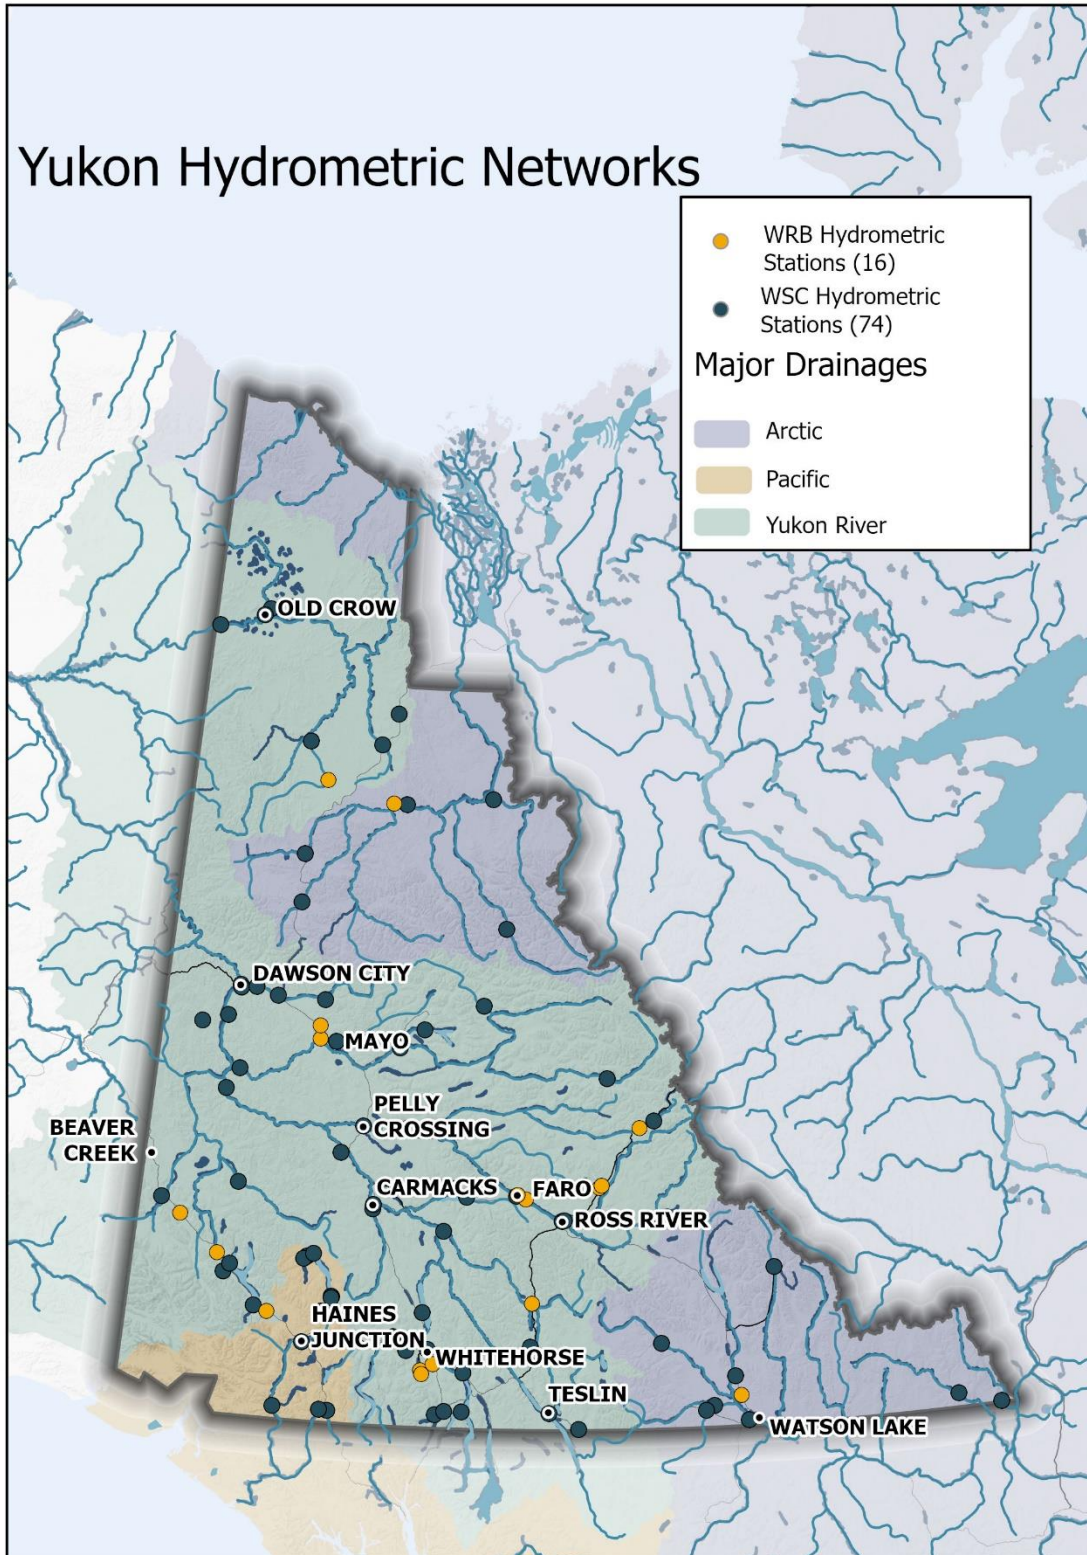 Yukon Hydrometric Networks
WRB Hydrometric
Stations (16)
WSC Hydrometric
Stations (74)
Major Drainages
Arctic
Pacific
Yukon River
OLD CROW
DAWSON CITY
MAYO
PELLY
CROSSING
BEAVER
CREEK
CARMACKS
FARO
ROSS RIVER
HAINES
JUNCTION
WHITEHORSE
TESLIN
WATSON LAKE